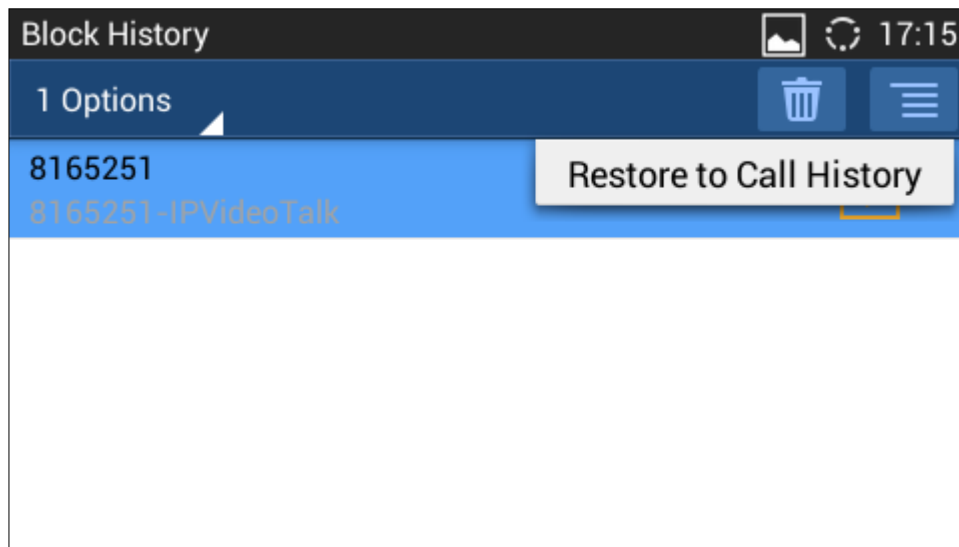 Block History
17:15
1 Options
Restore to Call History
8165251
8165251-IPVideoTalk